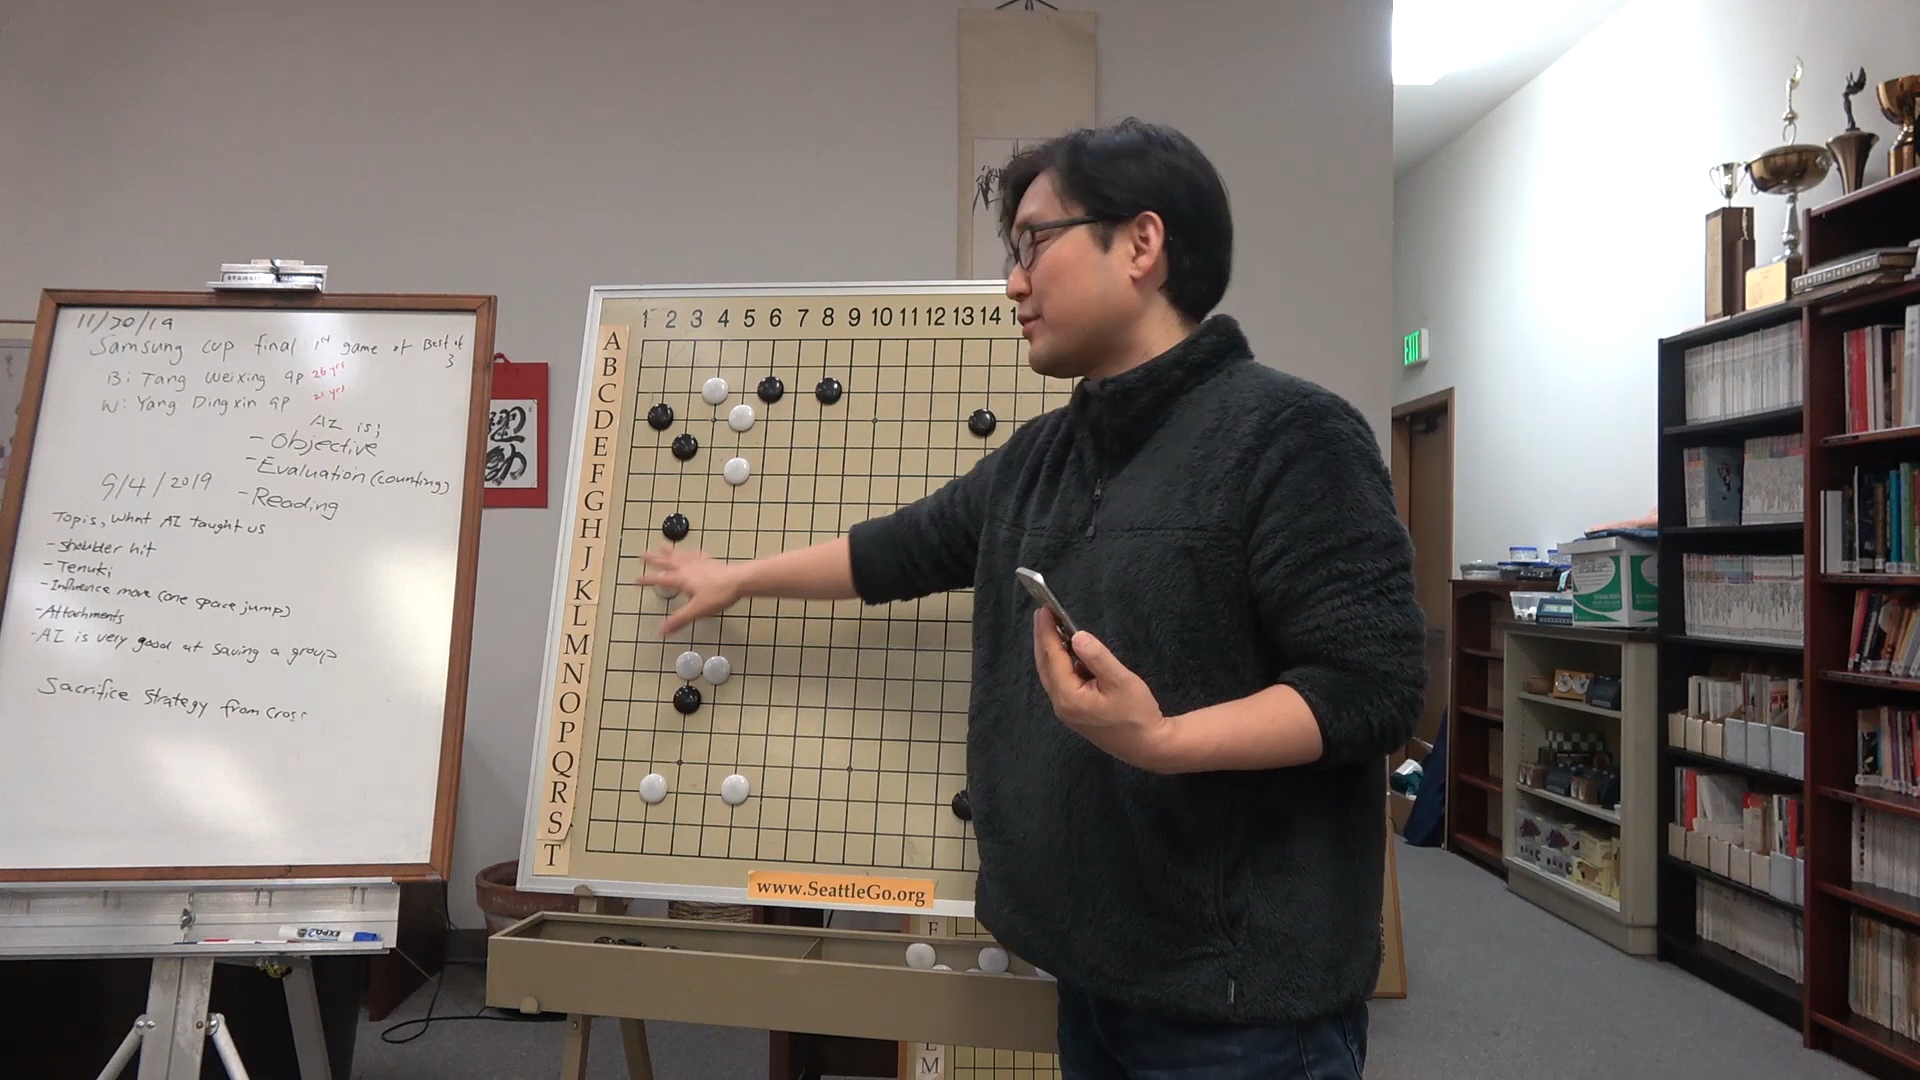 11/30/19
Samsung cup final 1st game of Best of 3
B: Tang Weixing 9p 26 yrs
W: Yang Dingxin 9p 21 yrs
AI is;
- Objective
- Evaluation (counting)
- Reading
9/4/2019
Topis, what AI taught us
- Shoulder hit
- Tenuki
- Influence move (one space jump)
- Attachments
- AI is very good at saving a group
Sacrifice strategy from cross
EXPO2
1 2 3 4 5 6 7 8 9 10 11 12 13 14 1
A
B
C
D
E
F
G
H
J
K
L
M
N
O
P
Q
R
S
T
www.SeattleGo.org
F
L
M
EXIT